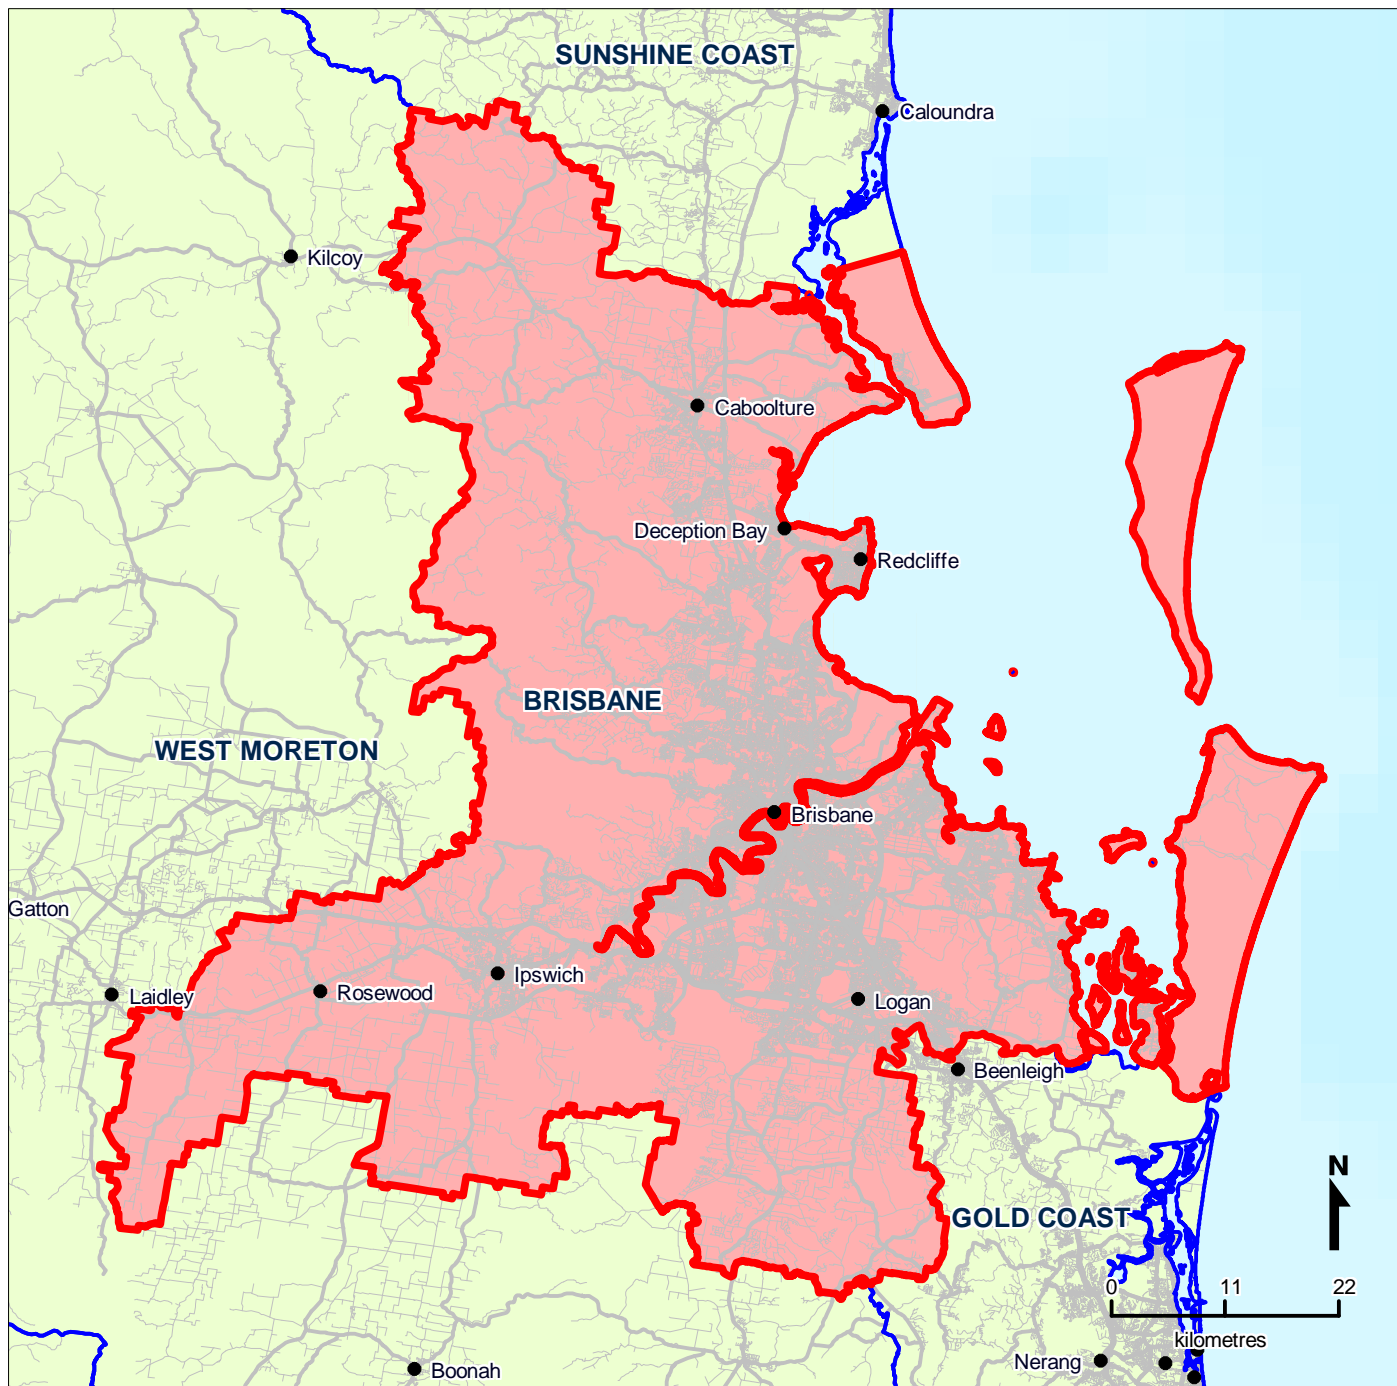 SUNSHINE COAST
Caloundra
Kilcoy
Caboolture
Deception Bay
Redcliffe
BRISBANE
WEST MORETON
Brisbane
Gatton
Ipswich
Laidley
Rosewood
Logan
Beenleigh
N
GOLD COAST
0 11 22
kilometres
Nerang
Boonah